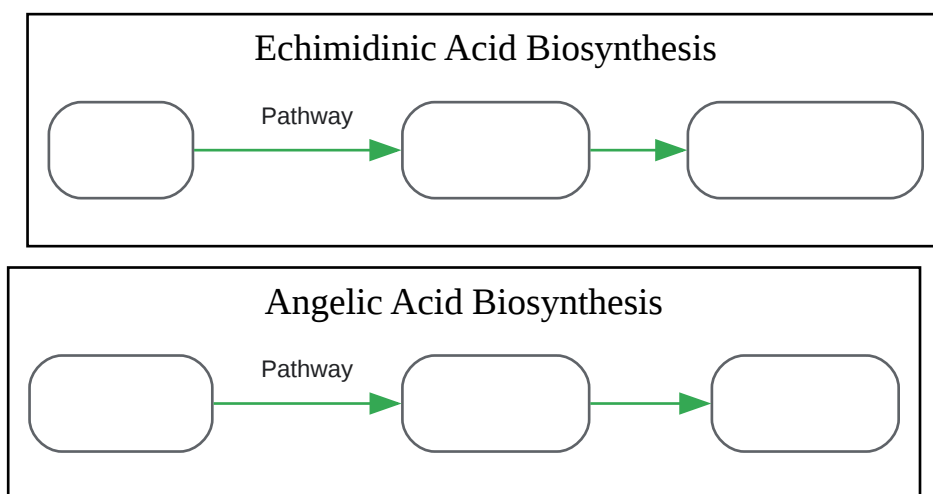 Echimidinic Acid Biosynthesis
Pathway
Angelic Acid Biosynthesis
Pathway